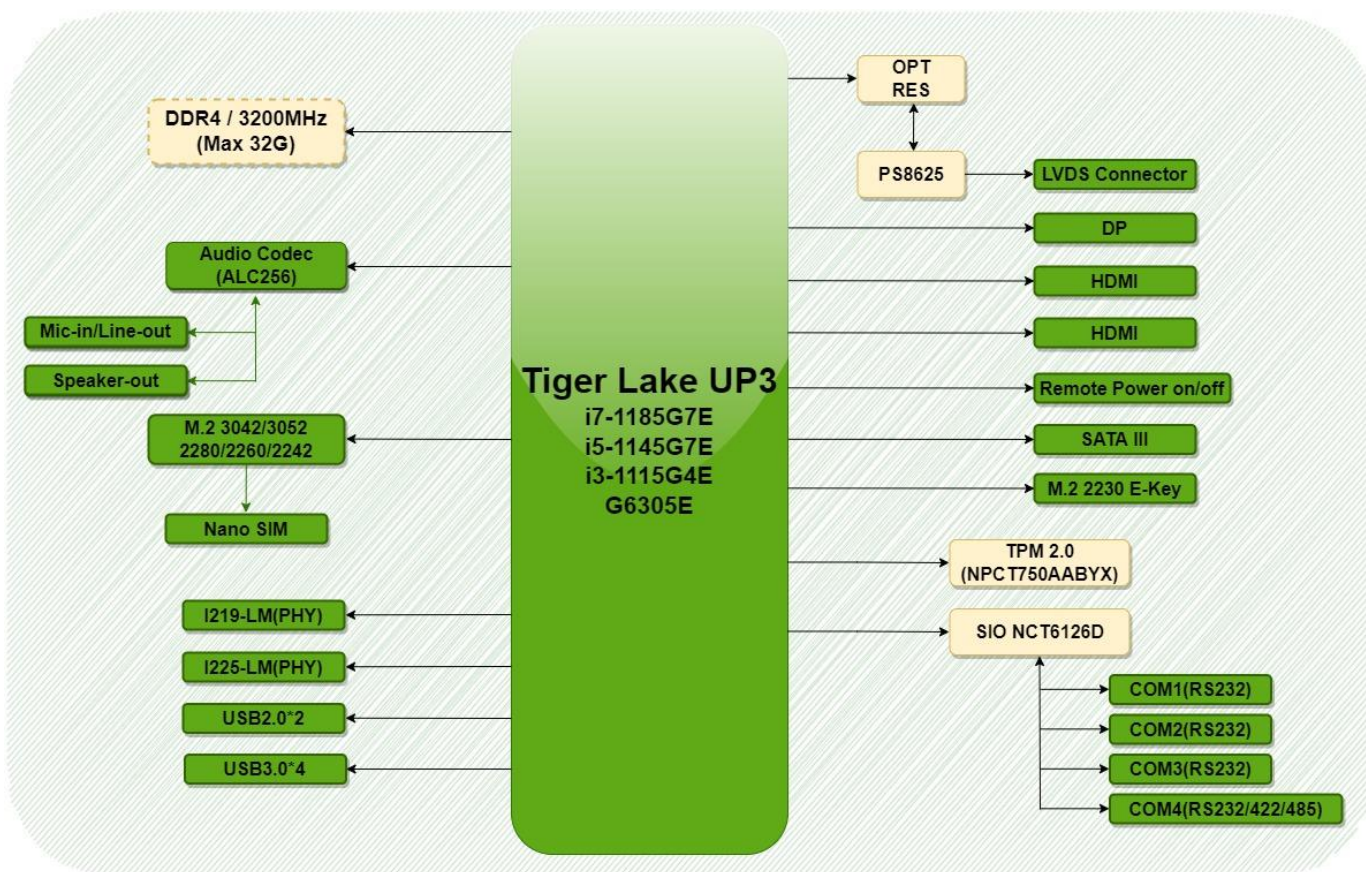 DDR4 / 3200MHz
(Max 32G)
Audio Codec
(ALC256)
Mic-in/Line-out
Speaker-out
M.2 3042/3052
2280/2260/2242
Nano SIM
I219-LM(PHY)
I225-LM(PHY)
USB2.0*2
USB3.0*4
Tiger Lake UP3
i7-1185G7E
i5-1145G7E
i3-1115G4E
G6305E
OPT
RES
PS8625
LVDS Connector
DP
HDMI
HDMI
Remote Power on/off
SATA III
M.2 2230 E-Key
TPM 2.0
(NPCT750AABYX)
SIO NCT6126D
COM1(RS232)
COM2(RS232)
COM3(RS232)
COM4(RS232/422/485)